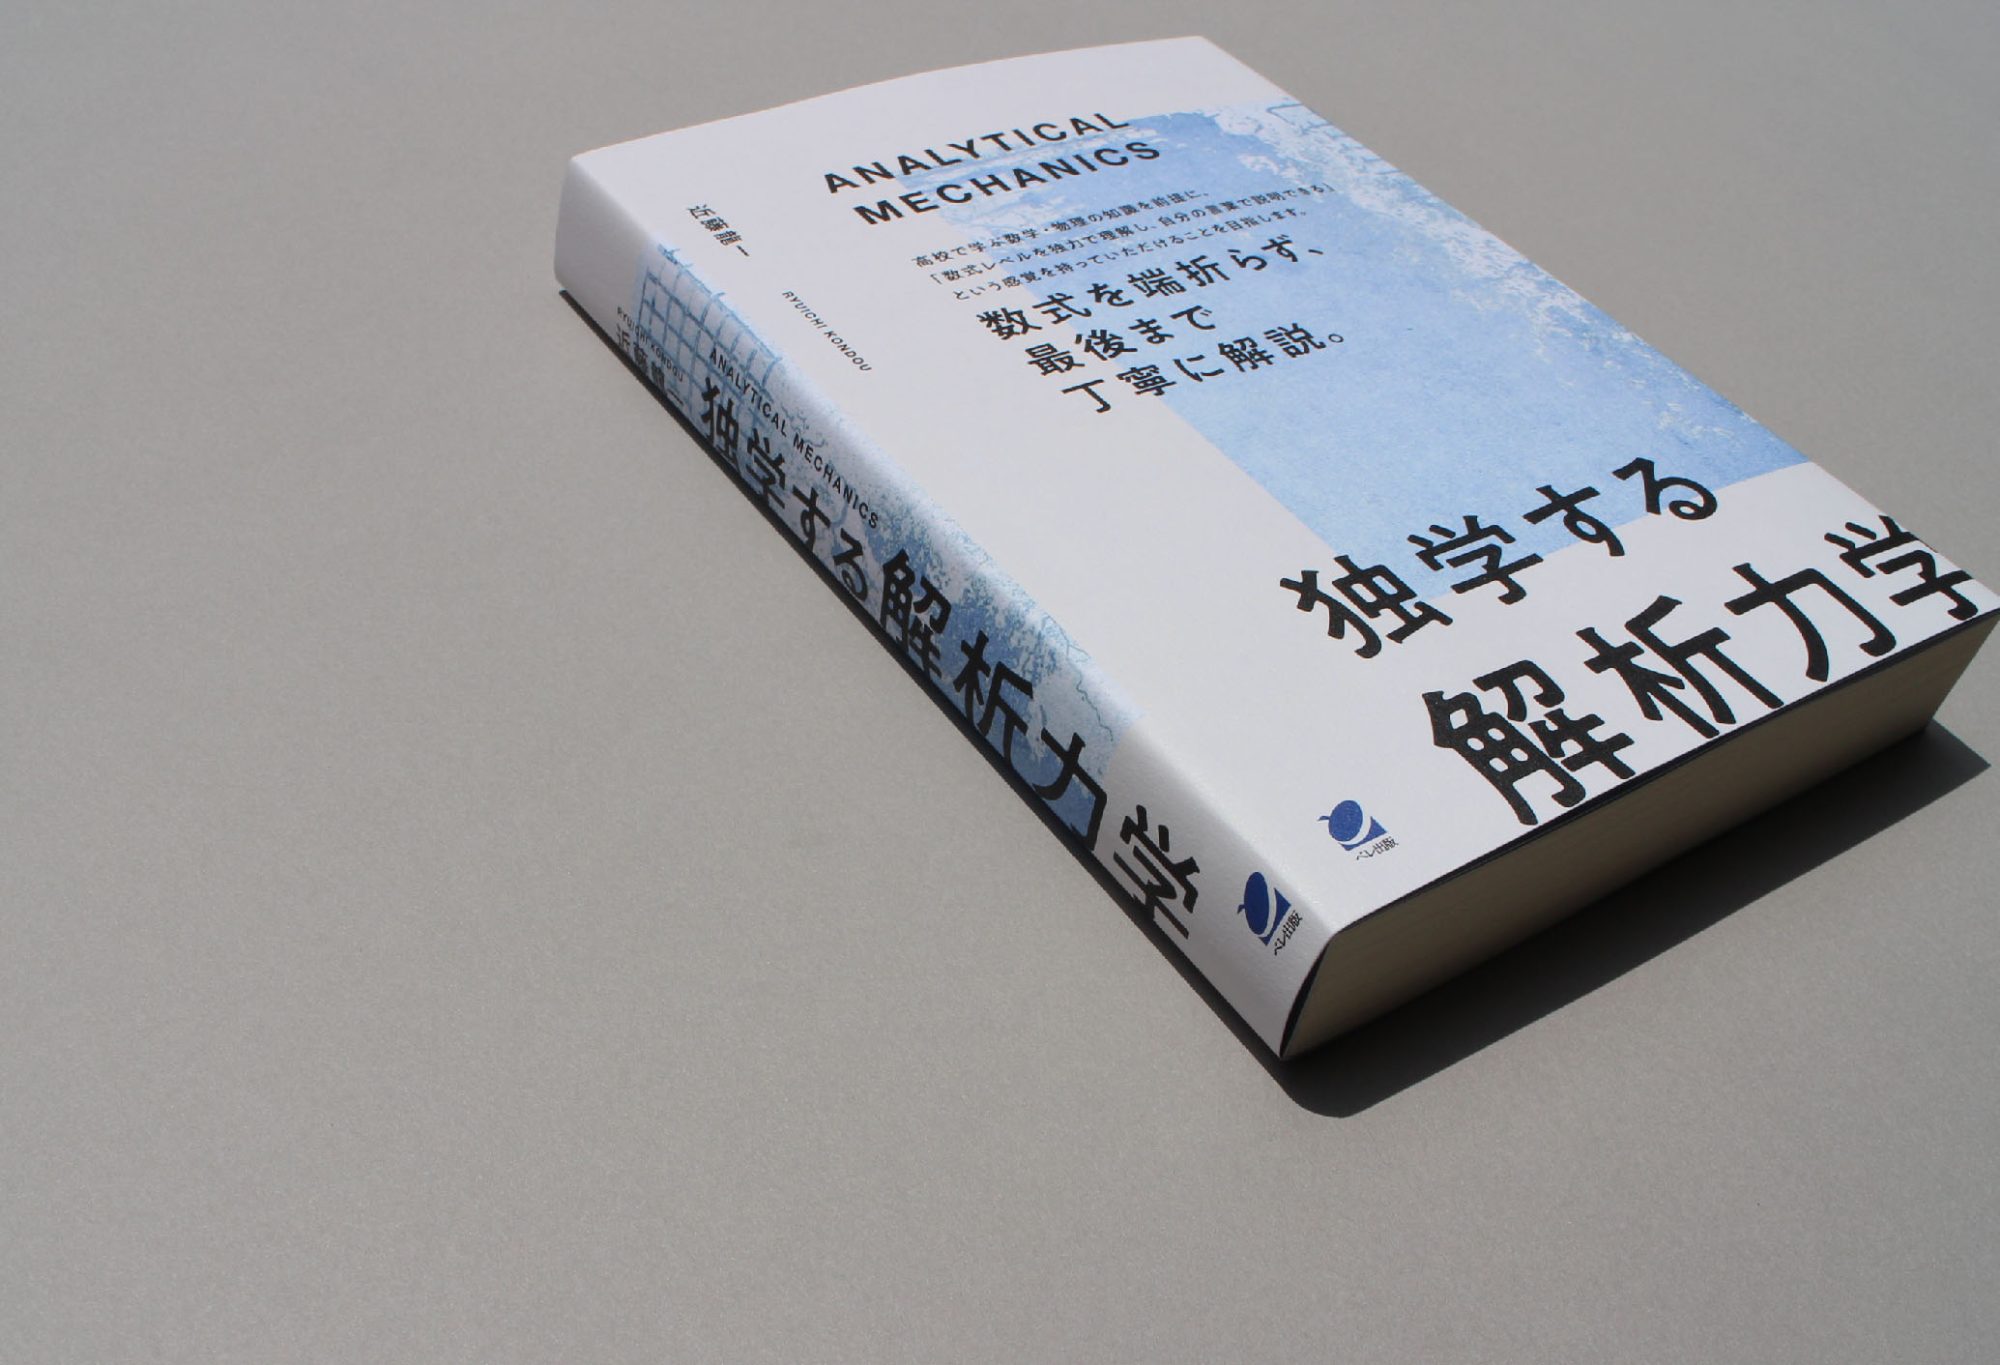 ANALYTICAL
MECHANICS
高校で学ぶ数学・物理の知識を前提に、
「数式レベルを独力で理解し、自分の言葉で説明できる」
という感覚を持っていただけることを目指します。
数式を端折らず、
最後まで
丁寧に解説。
近藤龍一
RYUICHI KONDOU
独学する
解析力学
ベレ出版
RYUICHI KONDOU
近藤龍一
ANALYTICAL MECHANICS
独学する解析力学
ベレ出版